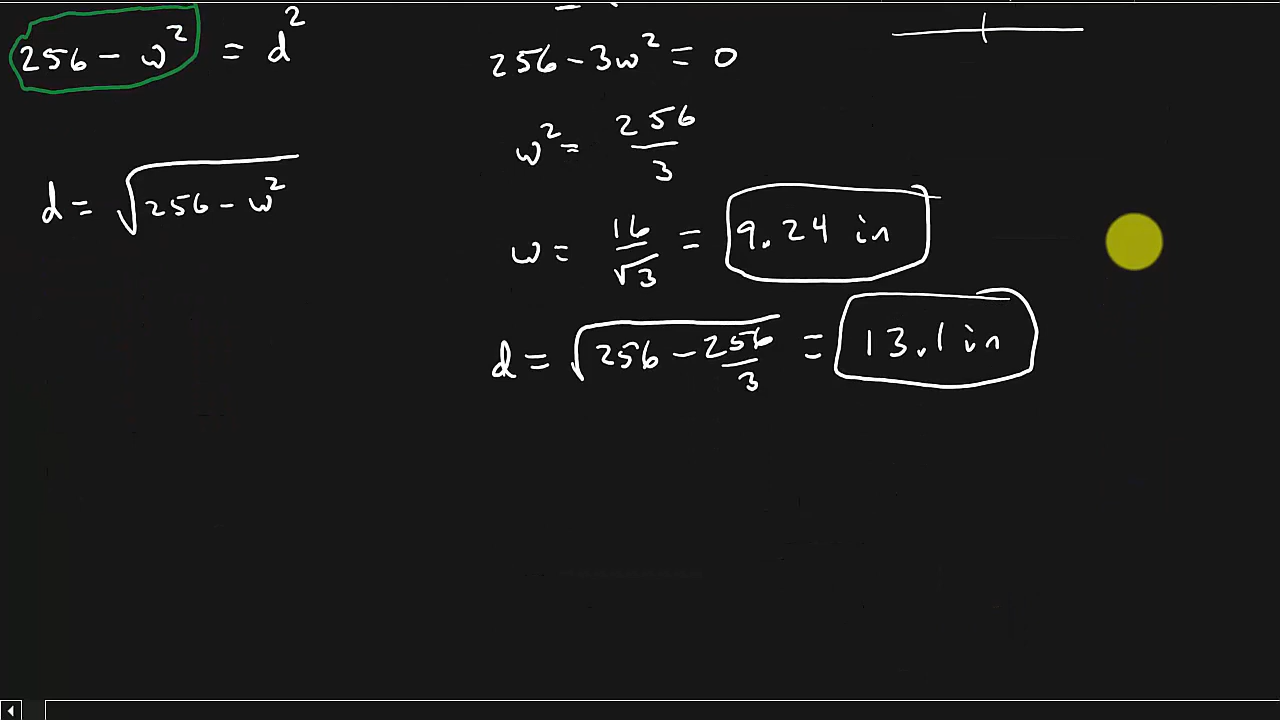 256 - w² = d²
d = √(256 - w²)
256 - 3w² = 0
w² = 256/3
w = 16/√3 = 9.24 in
d = √(256 - 256/3) = 13.1 in